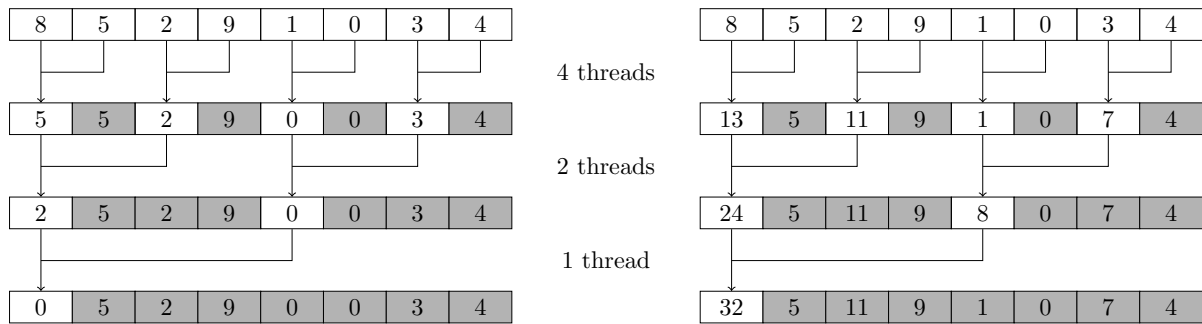 8 5 2 9 1 0 3 4
8 5 2 9 1 0 3 4
4 threads
5 5 2 9 0 0 3 4
13 5 11 9 1 0 7 4
2 threads
2 5 2 9 0 0 3 4
24 5 11 9 8 0 7 4
1 thread
0 5 2 9 0 0 3 4
32 5 11 9 1 0 7 4